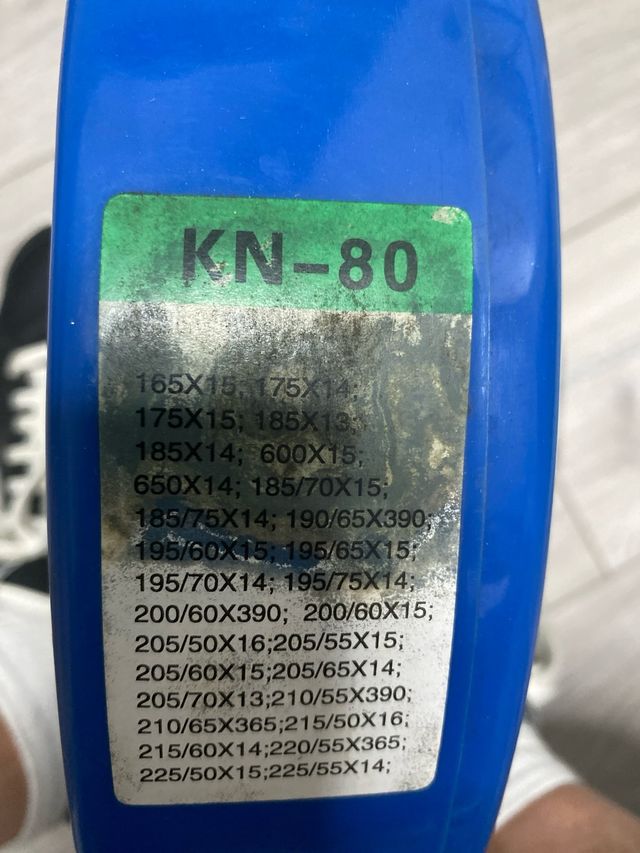 KN-80
165X15; 175X14;
175X15; 185X13;
185X14; 600X15;
650X14; 185/70X15;
185/75X14; 190/65X390;
195/60X15; 195/65X15;
195/70X14; 195/75X14;
200/60X390; 200/60X15;
205/50X16;205/55X15;
205/60X15;205/65X14;
205/70X13;210/55X390;
210/65X365;215/50X16;
215/60X14;220/55X365;
225/50X15;225/55X14;